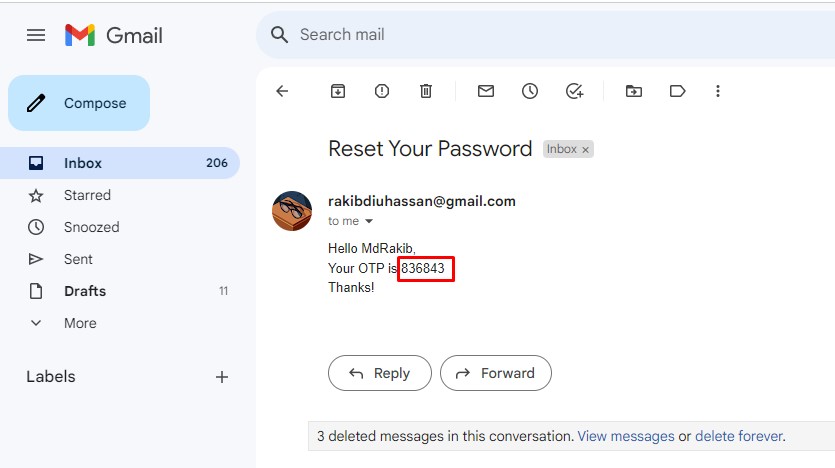 Gmail
Search mail
Compose
Inbox 206
Starred
Snoozed
Sent
Drafts 11
More
Labels
Reset Your Password Inbox ×
rakibdiuhassan@gmail.com
to me
Hello MdRakib,
Your OTP is 836843
Thanks!
Reply Forward
3 deleted messages in this conversation. View messages or delete forever.